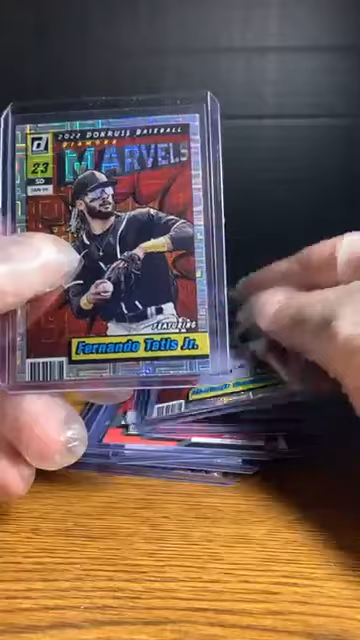 d
2022 DONRUSS BASEBALL
DIAMOND
MARVELS
23
SD
FEATURING
Fernando Tatis Jr.